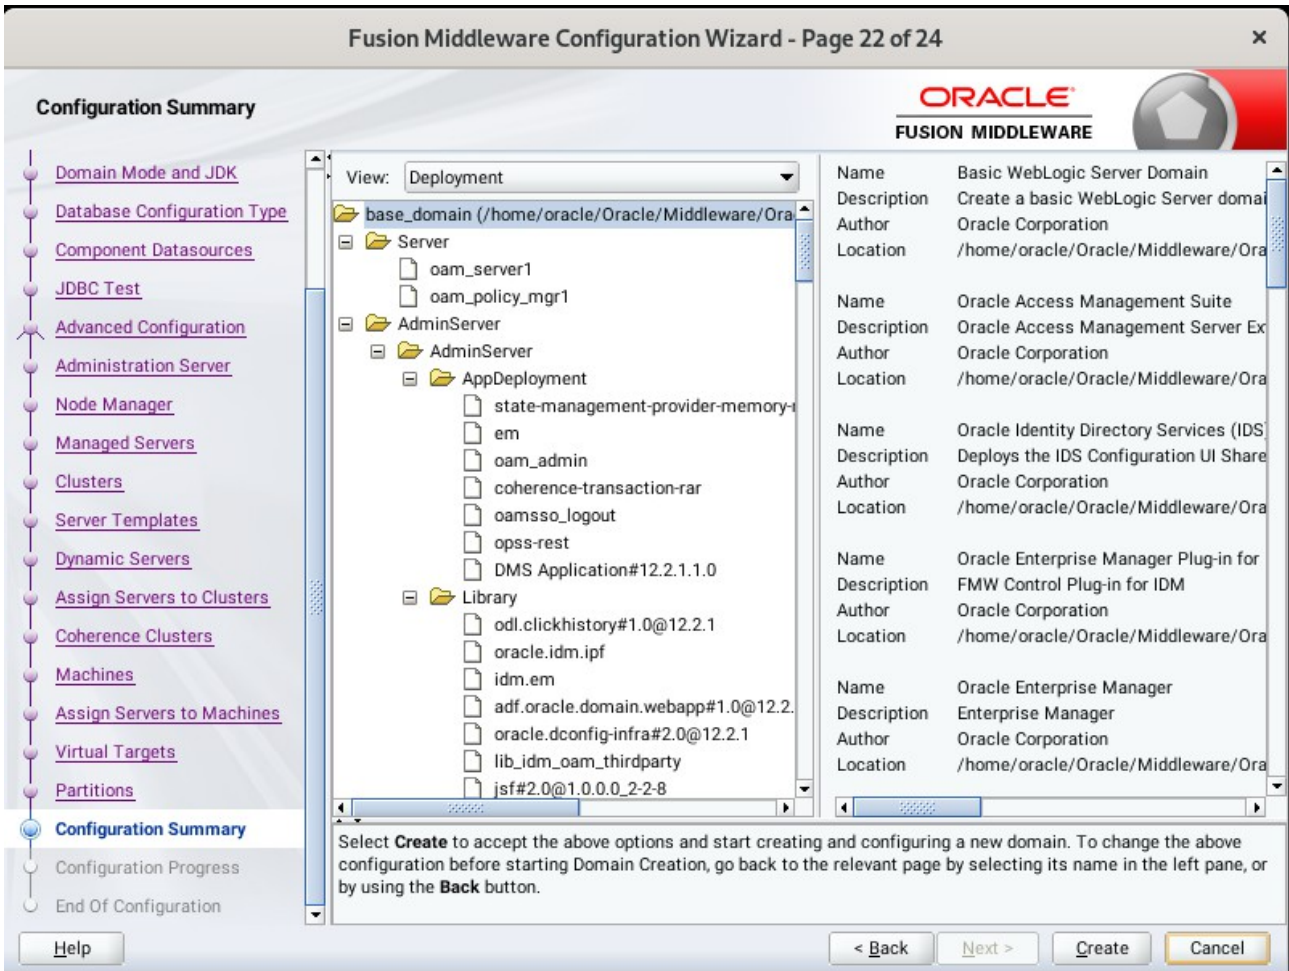 Fusion Middleware Configuration Wizard - Page 22 of 24
×
Configuration Summary
ORACLE
FUSION MIDDLEWARE
Domain Mode and JDK
Database Configuration Type
Component Datasources
JDBC Test
Advanced Configuration
Administration Server
Node Manager
Managed Servers
Clusters
Server Templates
Dynamic Servers
Assign Servers to Clusters
Coherence Clusters
Machines
Assign Servers to Machines
Virtual Targets
Partitions
Configuration Summary
Configuration Progress
End Of Configuration
View: Deployment
base_domain (/home/oracle/Oracle/Middleware/Ora
Server
oam_server1
oam_policy_mgr1
AdminServer
AdminServer
AppDeployment
state-management-provider-memory-
em
oam_admin
coherence-transaction-rar
oamsso_logout
opss-rest
DMS Application#12.2.1.1.0
Library
odl.clickhistory#1.0@12.2.1
oracle.idm.ipf
idm.em
adf.oracle.domain.webapp#1.0@12.2.
oracle.dconfig-infra#2.0@12.2.1
lib_idm_oam_thirdparty
jsf#2.0@1.0.0.0_2-2-8
Name Basic WebLogic Server Domain
Description Create a basic WebLogic Server domai
Author Oracle Corporation
Location /home/oracle/Oracle/Middleware/Ora
Name Oracle Access Management Suite
Description Oracle Access Management Server Ex
Author Oracle Corporation
Location /home/oracle/Oracle/Middleware/Ora
Name Oracle Identity Directory Services (IDS)
Description Deploys the IDS Configuration UI Share
Author Oracle Corporation
Location /home/oracle/Oracle/Middleware/Ora
Name Oracle Enterprise Manager Plug-in for
Description FMW Control Plug-in for IDM
Author Oracle Corporation
Location /home/oracle/Oracle/Middleware/Ora
Name Oracle Enterprise Manager
Description Enterprise Manager
Author Oracle Corporation
Location /home/oracle/Oracle/Middleware/Ora
Select Create to accept the above options and start creating and configuring a new domain. To change the above
configuration before starting Domain Creation, go back to the relevant page by selecting its name in the left pane, or
by using the Back button.
Help
< Back
Next >
Create
Cancel